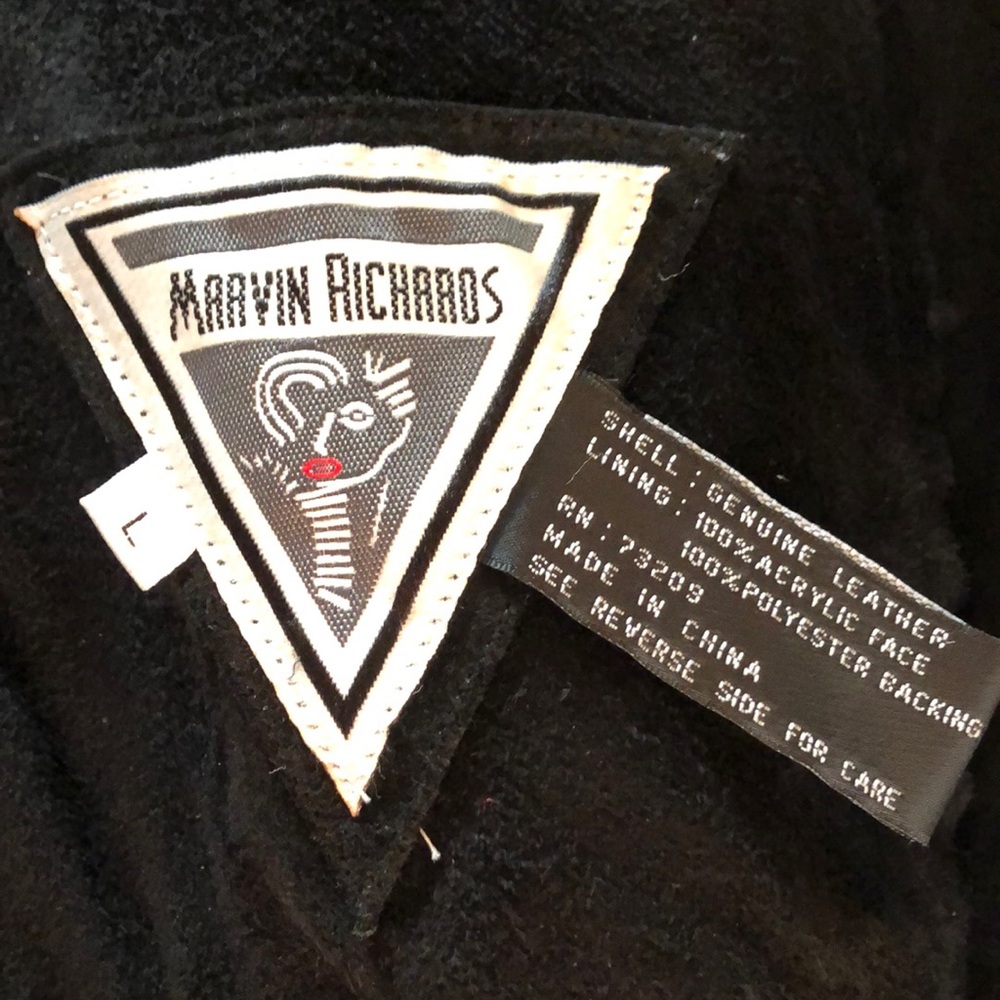 MARVIN RICHARDS
L
SHELL: GENUINE LEATHER
LINING: 100%ACRYLIC FACE
100%POLYESTER BACKING
RN: 73209
MADE IN CHINA
SEE REVERSE SIDE FOR CARE